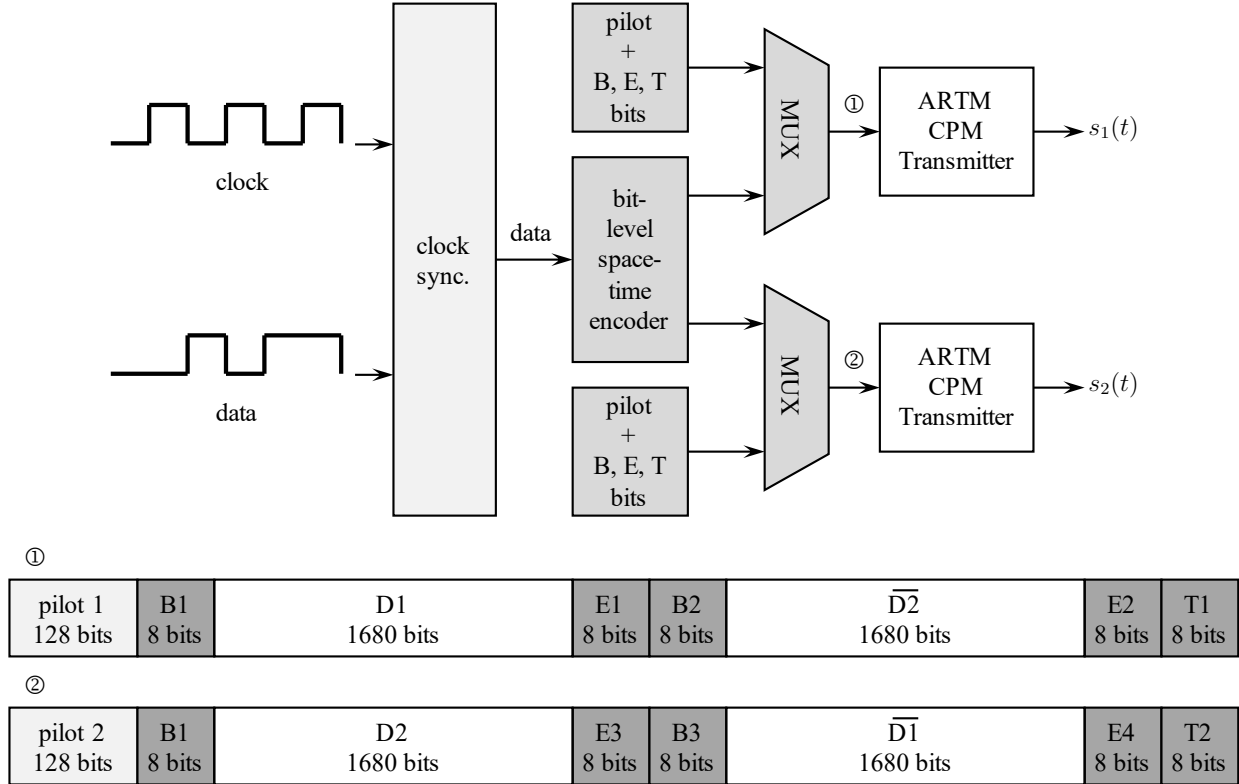 pilot
+
B, E, T
bits
MUX
①
ARTM
CPM
Transmitter
s₁(t)
clock
clock
sync.
data
bit-
level
space-
time
encoder
data
MUX
②
ARTM
CPM
Transmitter
s₂(t)
pilot
+
B, E, T
bits
①
pilot 1 B1 D1 E1 B2 D̅2̅ E2 T1
128 bits 8 bits 1680 bits 8 bits 8 bits 1680 bits 8 bits 8 bits
②
pilot 2 B1 D2 E3 B3 D̅1̅ E4 T2
128 bits 8 bits 1680 bits 8 bits 8 bits 1680 bits 8 bits 8 bits